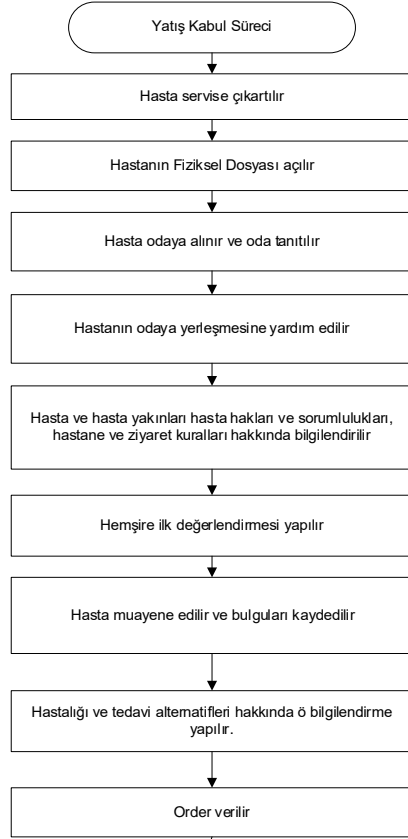 Yatış Kabul Süreci
Hasta servise çıkartılır
Hastanın Fiziksel Dosyası açılır
Hasta odaya alınır ve oda tanıtılır
Hastanın odaya yerleşmesine yardım edilir
Hasta ve hasta yakınları hasta hakları ve sorumlulukları,
hastane ve ziyaret kuralları hakkında bilgilendirilir
Hemşire ilk değerlendirmesi yapılır
Hasta muayene edilir ve bulguları kaydedilir
Hastalığı ve tedavi alternatifleri hakkında ö bilgilendirme
yapılır.
Order verilir